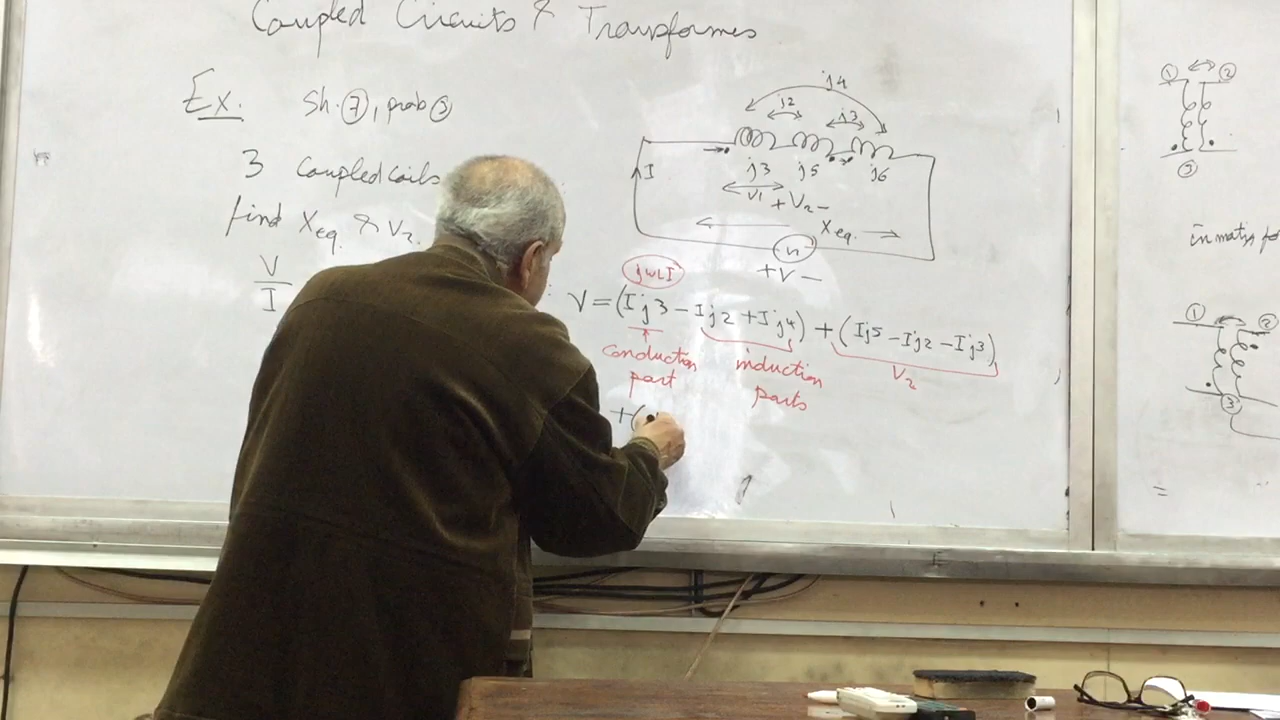 Coupled Circuits & Transformes
Ex. sh. 7, prob 3
3 Coupled coils
find Xeq. & V2
V
I
j4
j2 j3
j3 j5 j6
I
V1 + V2 -
Xeq.
+ V -
jωLI
V = (Ij3 - Ij2 + Ij4) + (Ij5 - Ij2 - Ij3)
conduction part
induction parts
V2
+(
1 2
3
in matrix fo
1 2
3
=